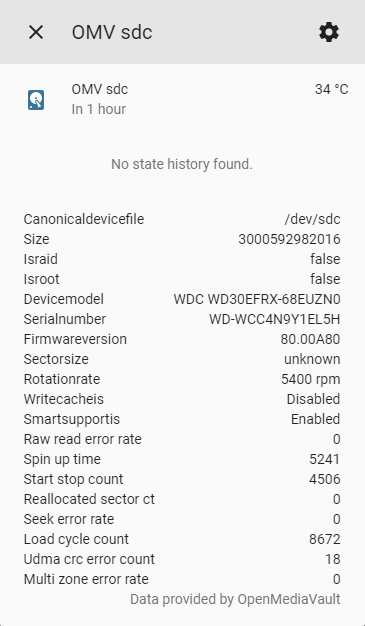 OMV sdc
OMV sdc 34 °C
In 1 hour
No state history found.
Canonicaldevicefile /dev/sdc
Size 3000592982016
Israid false
Isroot false
Devicemodel WDC WD30EFRX-68EUZN0
Serialnumber WD-WCC4N9Y1EL5H
Firmwareversion 80.00A80
Sectorsize unknown
Rotationrate 5400 rpm
Writecacheis Disabled
Smartsupportis Enabled
Raw read error rate 0
Spin up time 5241
Start stop count 4506
Reallocated sector ct 0
Seek error rate 0
Load cycle count 8672
Udma crc error count 18
Multi zone error rate 0
Data provided by OpenMediaVault